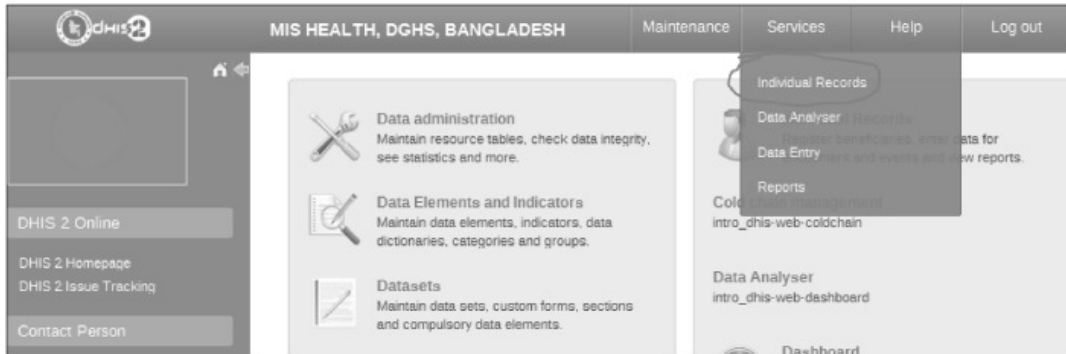 dHIS2
MIS HEALTH, DGHS, BANGLADESH
Maintenance
Services
Help
Log out
Individual Records
Data Analyser
Data Entry
Reports
DHIS 2 Online
DHIS 2 Homepage
DHIS 2 Issue Tracking
Contact Person
Data administration
Maintain resource tables, check data integrity,
see statistics and more.
Data Elements and Indicators
Maintain data elements, indicators, data
dictionaries, categories and groups.
Datasets
Maintain data sets, custom forms, sections
and compulsory data elements.
Records
Register beneficiaries, enter data for
and events and view reports.
Cold chain management
intro_dhis-web-coldchain
Data Analyser
intro_dhis-web-dashboard
Dashboard